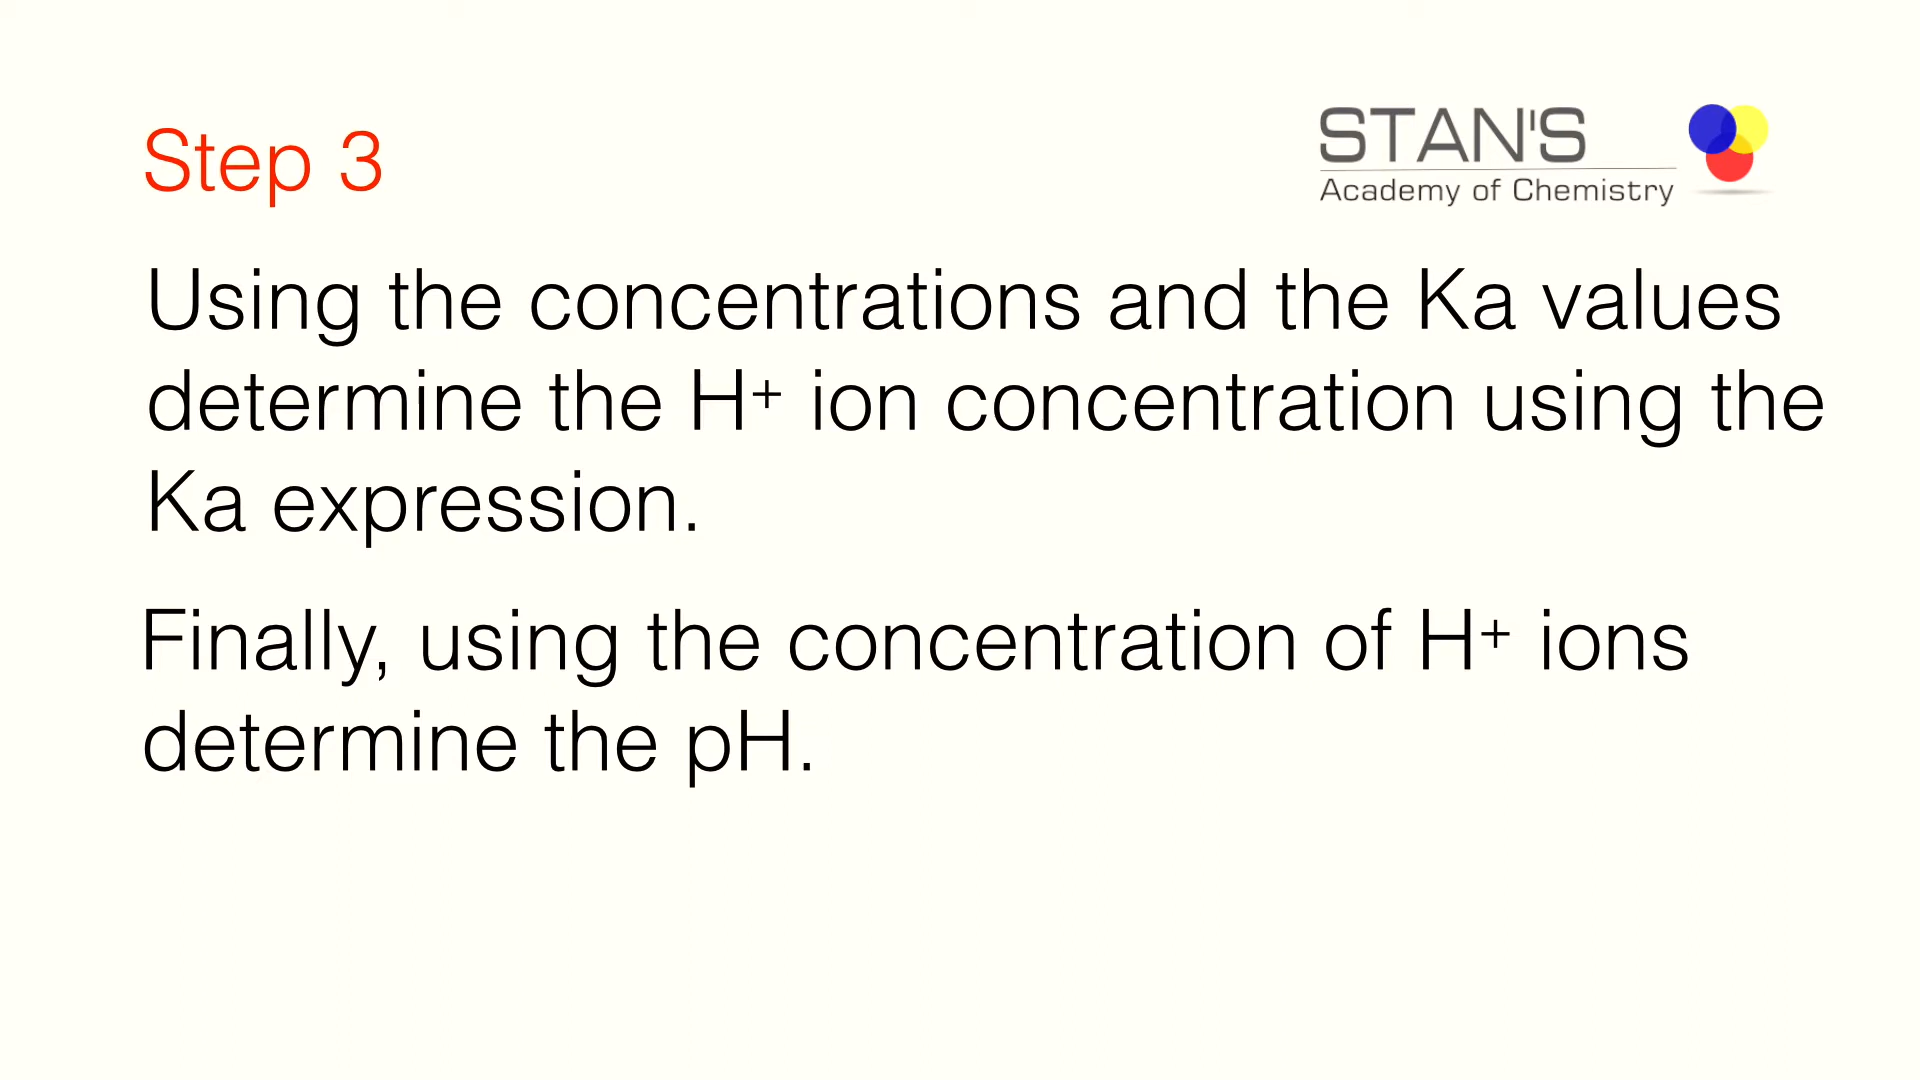 Step 3
STAN'S
Academy of Chemistry
Using the concentrations and the Ka values
determine the H⁺ ion concentration using the
Ka expression.
Finally, using the concentration of H⁺ ions
determine the pH.